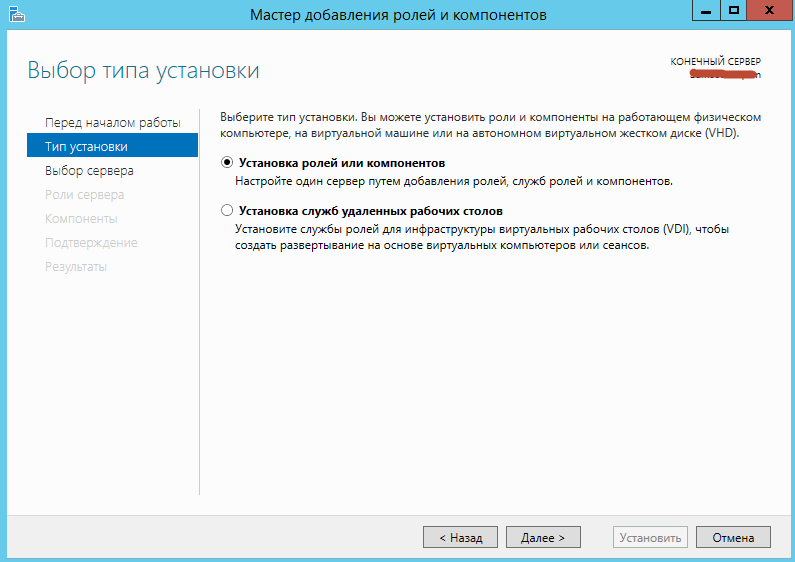 Мастер добавления ролей и компонентов
Выбор типа установки
КОНЕЧНЫЙ СЕРВЕР
Перед началом работы
Тип установки
Выбор сервера
Роли сервера
Компоненты
Подтверждение
Результаты
Выберите тип установки. Вы можете установить роли и компоненты на работающем физическом
компьютере, на виртуальной машине или на автономном виртуальном жестком диске (VHD).
Установка ролей или компонентов
Настройте один сервер путем добавления ролей, служб ролей и компонентов.
Установка служб удаленных рабочих столов
Установите службы ролей для инфраструктуры виртуальных рабочих столов (VDI), чтобы
создать развертывание на основе виртуальных компьютеров или сеансов.
< Назад
Далее >
Установить
Отмена